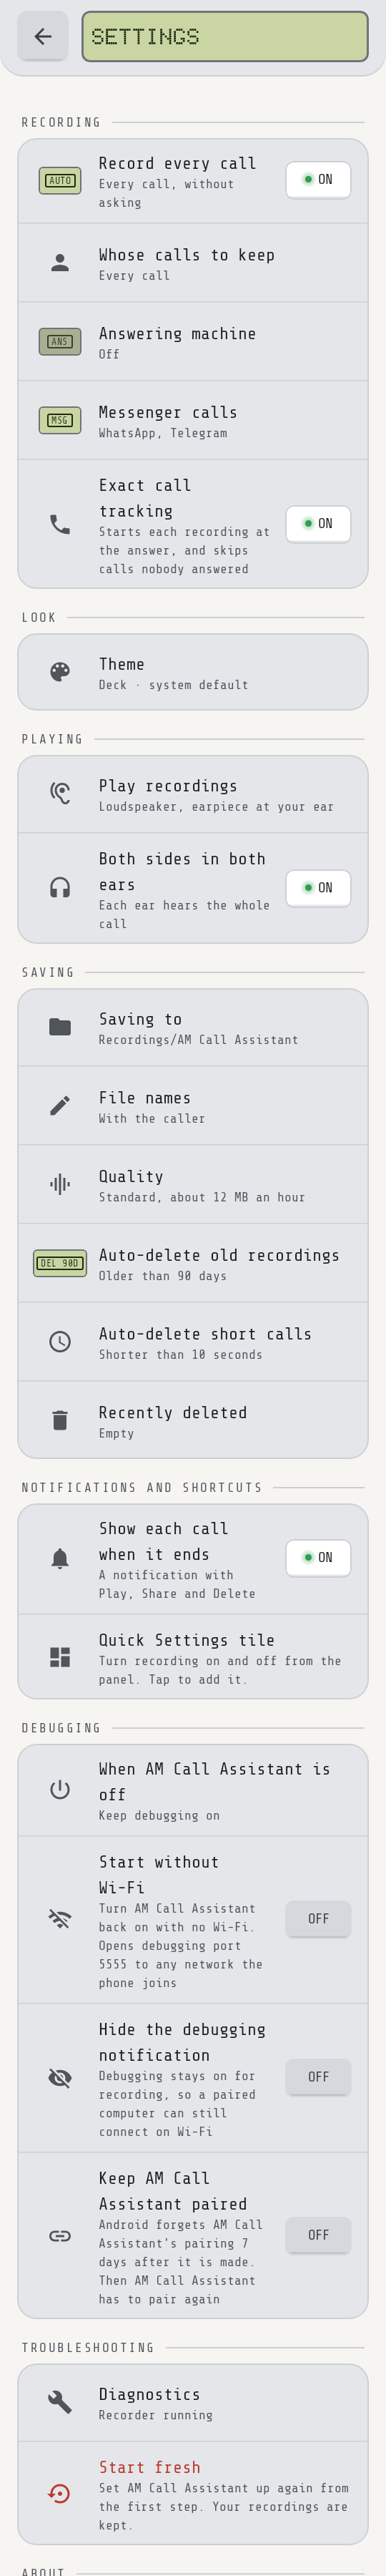 SETTINGS
RECORDING
AUTO
Record every call
Every call, without
asking
ON
Whose calls to keep
Every call
ANS
Answering machine
Off
MSG
Messenger calls
WhatsApp, Telegram
Exact call
tracking
Starts each recording at
the answer, and skips
calls nobody answered
ON
LOOK
Theme
Deck · system default
PLAYING
Play recordings
Loudspeaker, earpiece at your ear
Both sides in both
ears
Each ear hears the whole
call
ON
SAVING
Saving to
Recordings/AM Call Assistant
File names
With the caller
Quality
Standard, about 12 MB an hour
DEL 90D
Auto-delete old recordings
Older than 90 days
Auto-delete short calls
Shorter than 10 seconds
Recently deleted
Empty
NOTIFICATIONS AND SHORTCUTS
Show each call
when it ends
A notification with
Play, Share and Delete
ON
Quick Settings tile
Turn recording on and off from the
panel. Tap to add it.
DEBUGGING
When AM Call Assistant is
off
Keep debugging on
Start without
Wi-Fi
Turn AM Call Assistant
back on with no Wi-Fi.
Opens debugging port
5555 to any network the
phone joins
OFF
Hide the debugging
notification
Debugging stays on for
recording, so a paired
computer can still
connect on Wi-Fi
OFF
Keep AM Call
Assistant paired
Android forgets AM Call
Assistant's pairing 7
days after it is made.
Then AM Call Assistant
has to pair again
OFF
TROUBLESHOOTING
Diagnostics
Recorder running
Start fresh
Set AM Call Assistant up again from
the first step. Your recordings are
kept.
ABOUT